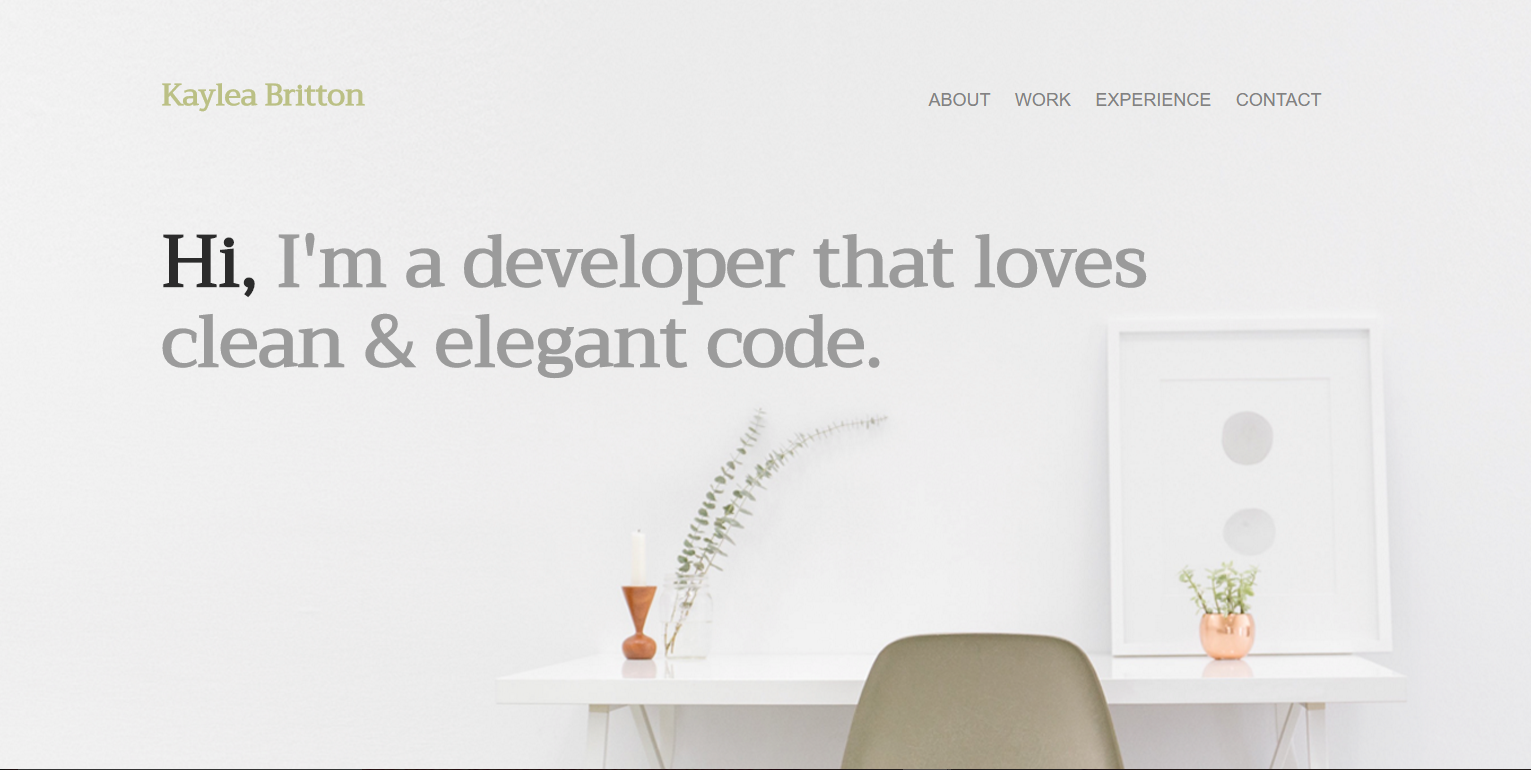 Kaylea Britton
ABOUT WORK EXPERIENCE CONTACT
Hi, I'm a developer that loves
clean & elegant code.